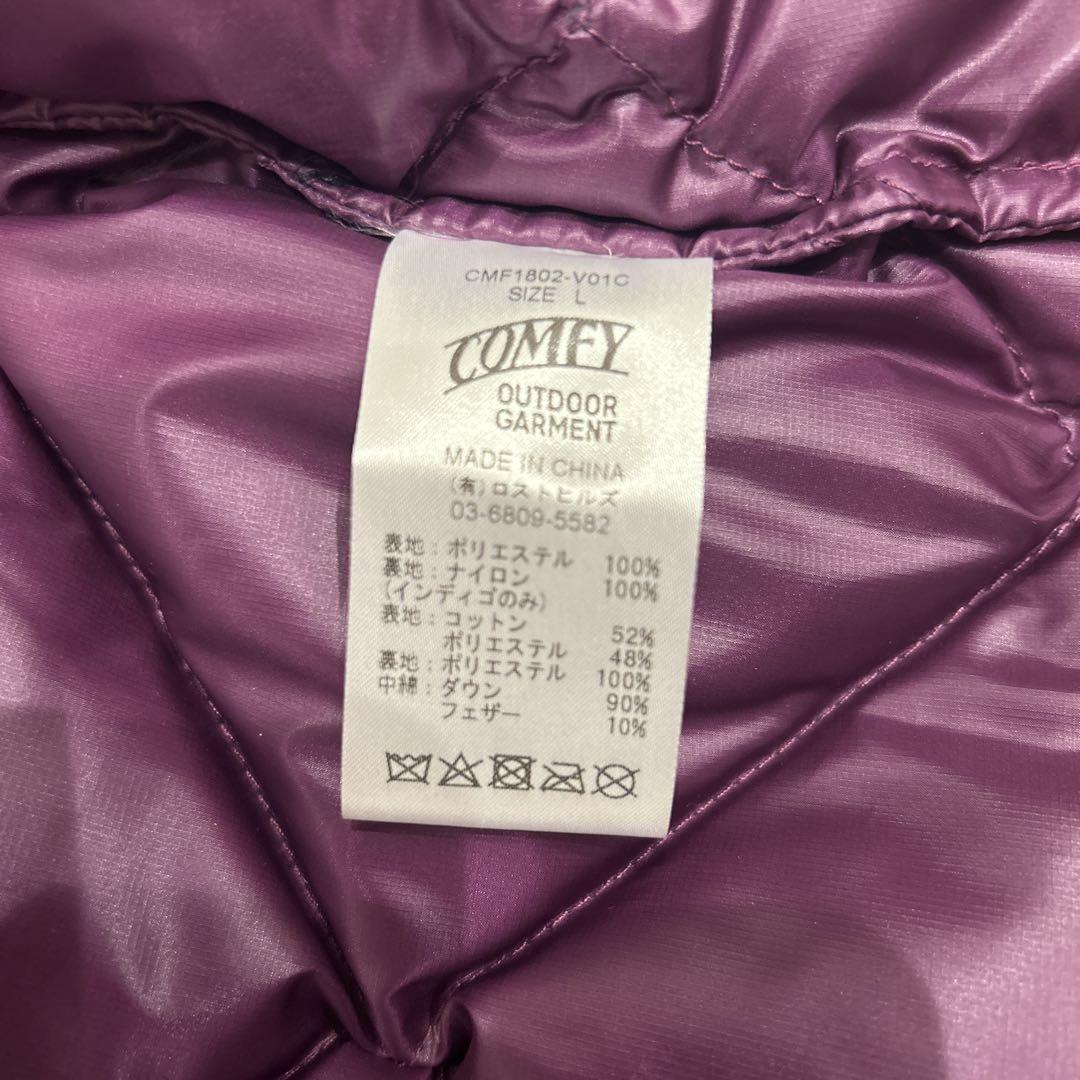 CMF1802-V01C
SIZE L
COMFY
OUTDOOR
GARMENT
MADE IN CHINA
(有)ロストヒルズ
03-6809-5582
表地:ポリエステル 100%
裏地:ナイロン 100%
(インディゴのみ)
表地:コットン 52%
ポリエステル 48%
裏地:ポリエステル 100%
中綿:ダウン 90%
フェザー 10%